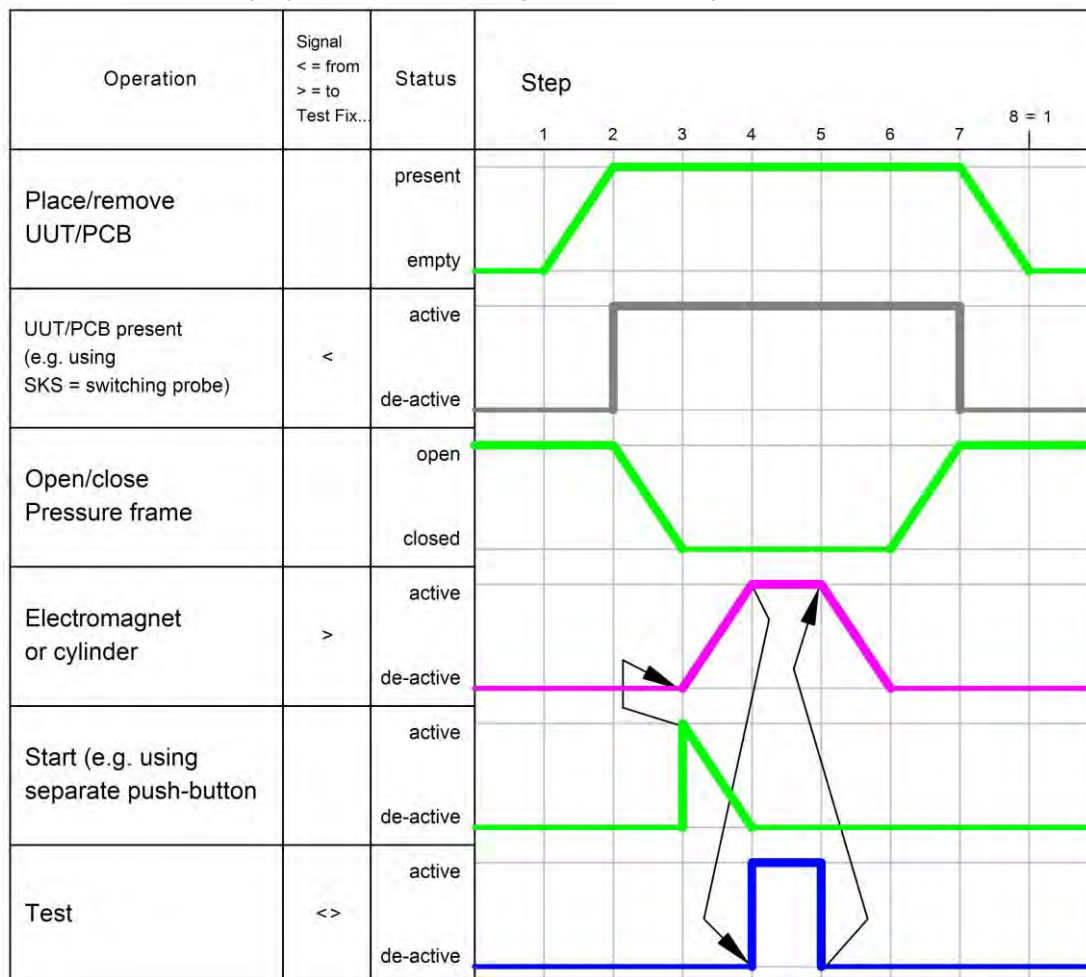 Operation
Signal
< = from
> = to
Test Fix...
Status
Step
1 2 3 4 5 6 7 8 = 1
Place/remove
UUT/PCB
present
empty
UUT/PCB present
(e.g. using
SKS = switching probe)
<
active
de-active
Open/close
Pressure frame
open
closed
Electromagnet
or cylinder
>
active
de-active
Start (e.g. using
separate push-button
active
de-active
Test
<>
active
de-active